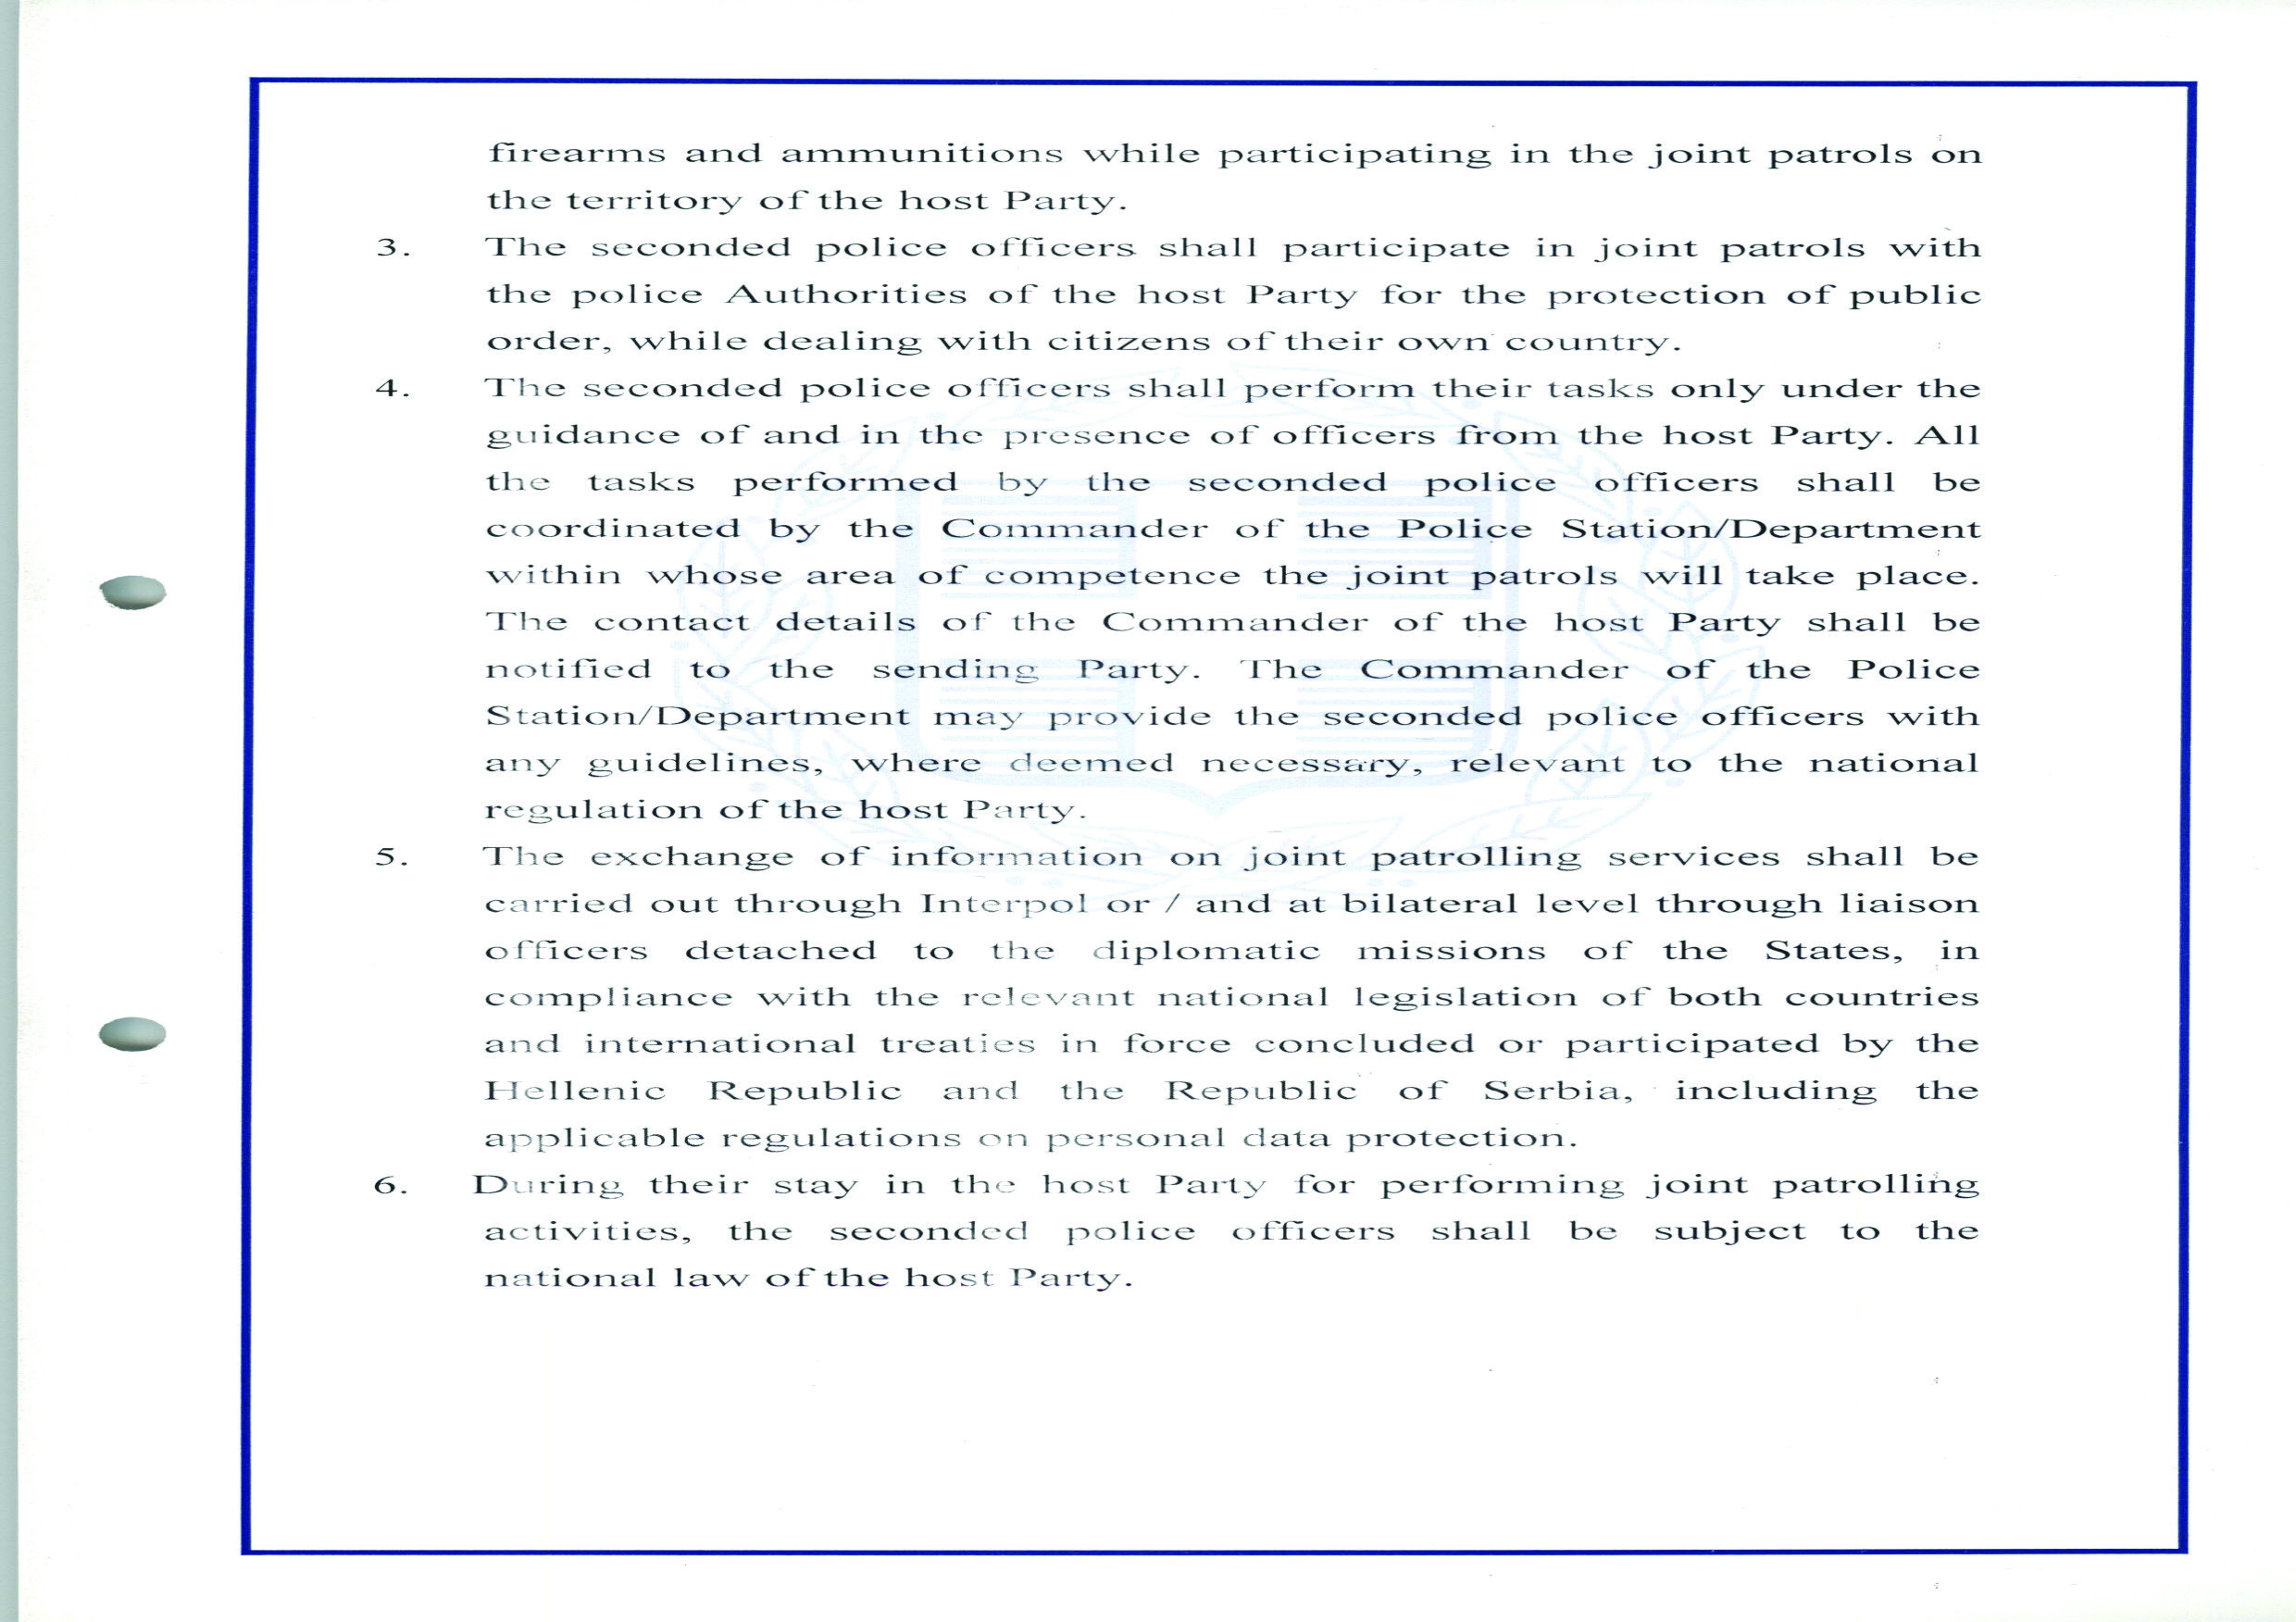 firearms and ammunitions while participating in the joint patrols on
the territory of the host Party.
3. The seconded police officers shall participate in joint patrols with
the police Authorities of the host Party for the protection of public
order, while dealing with citizens of their own country.
4. The seconded police officers shall perform their tasks only under the
guidance of and in the presence of officers from the host Party. All
the tasks performed by the seconded police officers shall be
coordinated by the Commander of the Police Station/Department
within whose area of competence the joint patrols will take place.
The contact details of the Commander of the host Party shall be
notified to the sending Party. The Commander of the Police
Station/Department may provide the seconded police officers with
any guidelines, where deemed necessary, relevant to the national
regulation of the host Party.
5. The exchange of information on joint patrolling services shall be
carried out through Interpol or / and at bilateral level through liaison
officers detached to the diplomatic missions of the States, in
compliance with the relevant national legislation of both countries
and international treaties in force concluded or participated by the
Hellenic Republic and the Republic of Serbia, including the
applicable regulations on personal data protection.
6. During their stay in the host Party for performing joint patrolling
activities, the seconded police officers shall be subject to the
national law of the host Party.